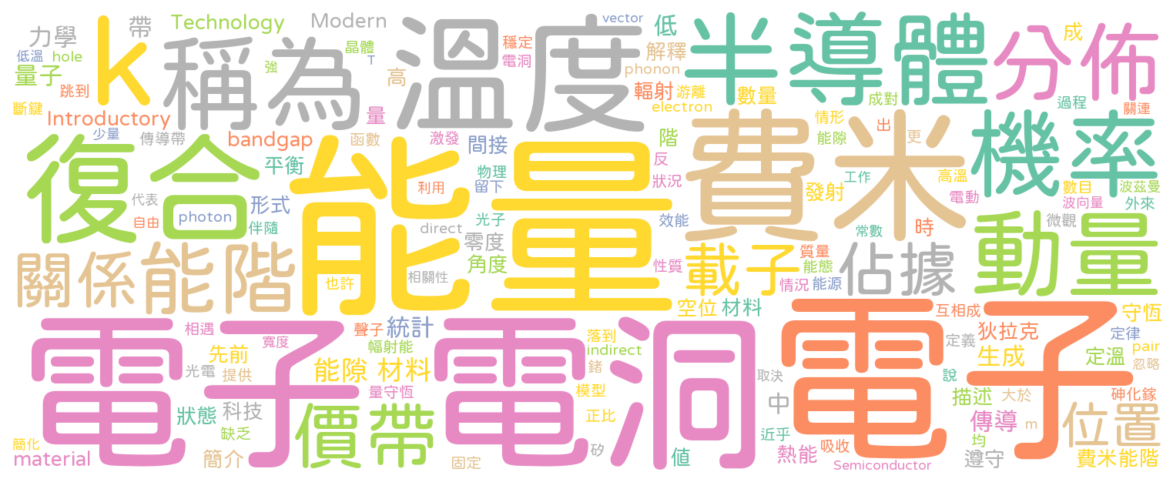 力學
帶
Technology
Modern
vector
低
半導體
分佈
成
低溫
hole
量子
k
稱為
晶體
T
溫度
穩定
電洞
解釋
phonon
跳到
強
高
輻射
游離
數量
成對
過程
斷鍵
Introductory
量
electron
情形
關連
少量
傳導帶
bandgap
函數
激發
間接
階
能隙
出
更
機率
復合
平衡
能量
物理
反
費米
工作
高溫
代表
利用
留下
狀況
發射
電動
數目
波茲曼
自由
photon
形式
光子
效能
時
波向量
外來
伴隨
direct
零度
常數
微觀
關係
能階
角度
性質
載子
質量
能態
佔據
動量
也許
相關性
情況
能源
空位
材料
互相成
守恆
電子電洞
電子
相遇
聲子
統計
落到
定義
狄拉克
定律
寬度
幅射能
indirect
pair
先前
生成
定溫
光電
提供
能隙 材料
鍺
取決
說
忽略
量守恆
模型
描述
大於
砷化鎵
狀態
科技
價帶
正比
中
傳導
m
位置
缺乏
近乎
均
簡化
吸收
熱能
material
簡介
固定
矽
値
Semiconductor
遵守
費米能階